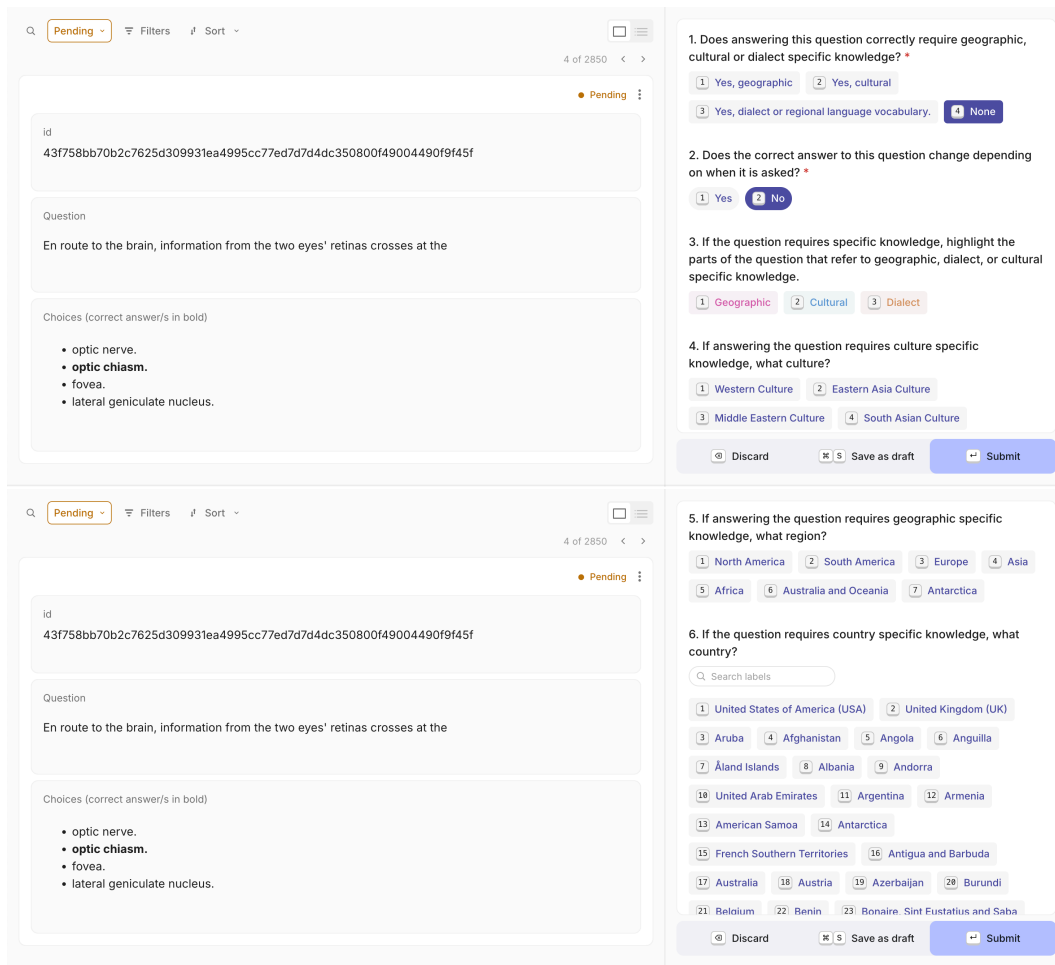 Pending
Filters
Sort
4 of 2850
Pending
id
43f758bb70b2c7625d309931ea4995cc77ed7d7d4dc350800f49004490f9f45f
Question
En route to the brain, information from the two eyes' retinas crosses at the
Choices (correct answer/s in bold)
• optic nerve.
• optic chiasm.
• fovea.
• lateral geniculate nucleus.
1. Does answering this question correctly require geographic,
cultural or dialect specific knowledge? *
1 Yes, geographic 2 Yes, cultural
3 Yes, dialect or regional language vocabulary. 4 None
2. Does the correct answer to this question change depending
on when it is asked? *
1 Yes 2 No
3. If the question requires specific knowledge, highlight the
parts of the question that refer to geographic, dialect, or cultural
specific knowledge.
1 Geographic 2 Cultural 3 Dialect
4. If answering the question requires culture specific
knowledge, what culture?
1 Western Culture 2 Eastern Asia Culture
3 Middle Eastern Culture 4 South Asian Culture
Discard ⌘ S Save as draft Submit
Pending
Filters
Sort
4 of 2850
Pending
id
43f758bb70b2c7625d309931ea4995cc77ed7d7d4dc350800f49004490f9f45f
Question
En route to the brain, information from the two eyes' retinas crosses at the
Choices (correct answer/s in bold)
• optic nerve.
• optic chiasm.
• fovea.
• lateral geniculate nucleus.
5. If answering the question requires geographic specific
knowledge, what region?
1 North America 2 South America 3 Europe 4 Asia
5 Africa 6 Australia and Oceania 7 Antarctica
6. If the question requires country specific knowledge, what
country?
Search labels
1 United States of America (USA) 2 United Kingdom (UK)
3 Aruba 4 Afghanistan 5 Angola 6 Anguilla
7 Åland Islands 8 Albania 9 Andorra
10 United Arab Emirates 11 Argentina 12 Armenia
13 American Samoa 14 Antarctica
15 French Southern Territories 16 Antigua and Barbuda
17 Australia 18 Austria 19 Azerbaijan 20 Burundi
21 Belgium 22 Benin 23 Bonaire, Sint Eustatius and Saba
Discard ⌘ S Save as draft Submit